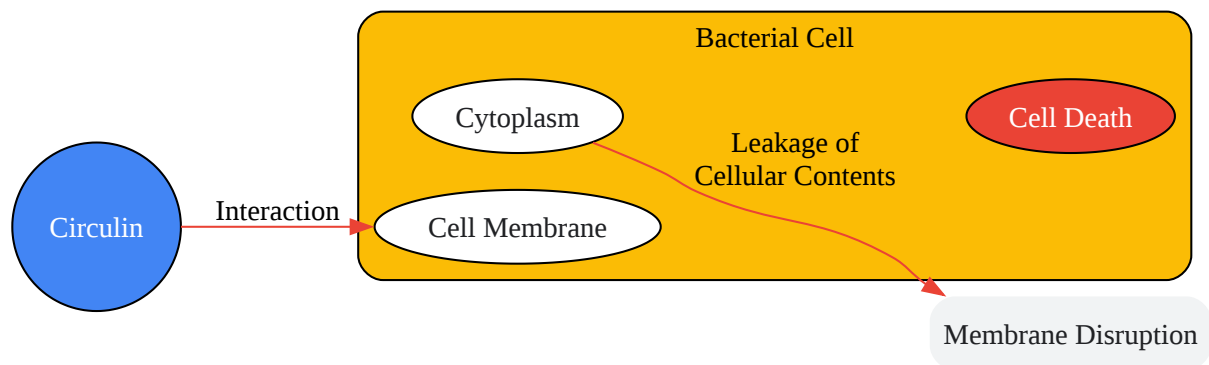 Bacterial Cell
Cytoplasm
Cell Death
Leakage of
Cellular Contents
Circulin
Interaction
Cell Membrane
Membrane Disruption